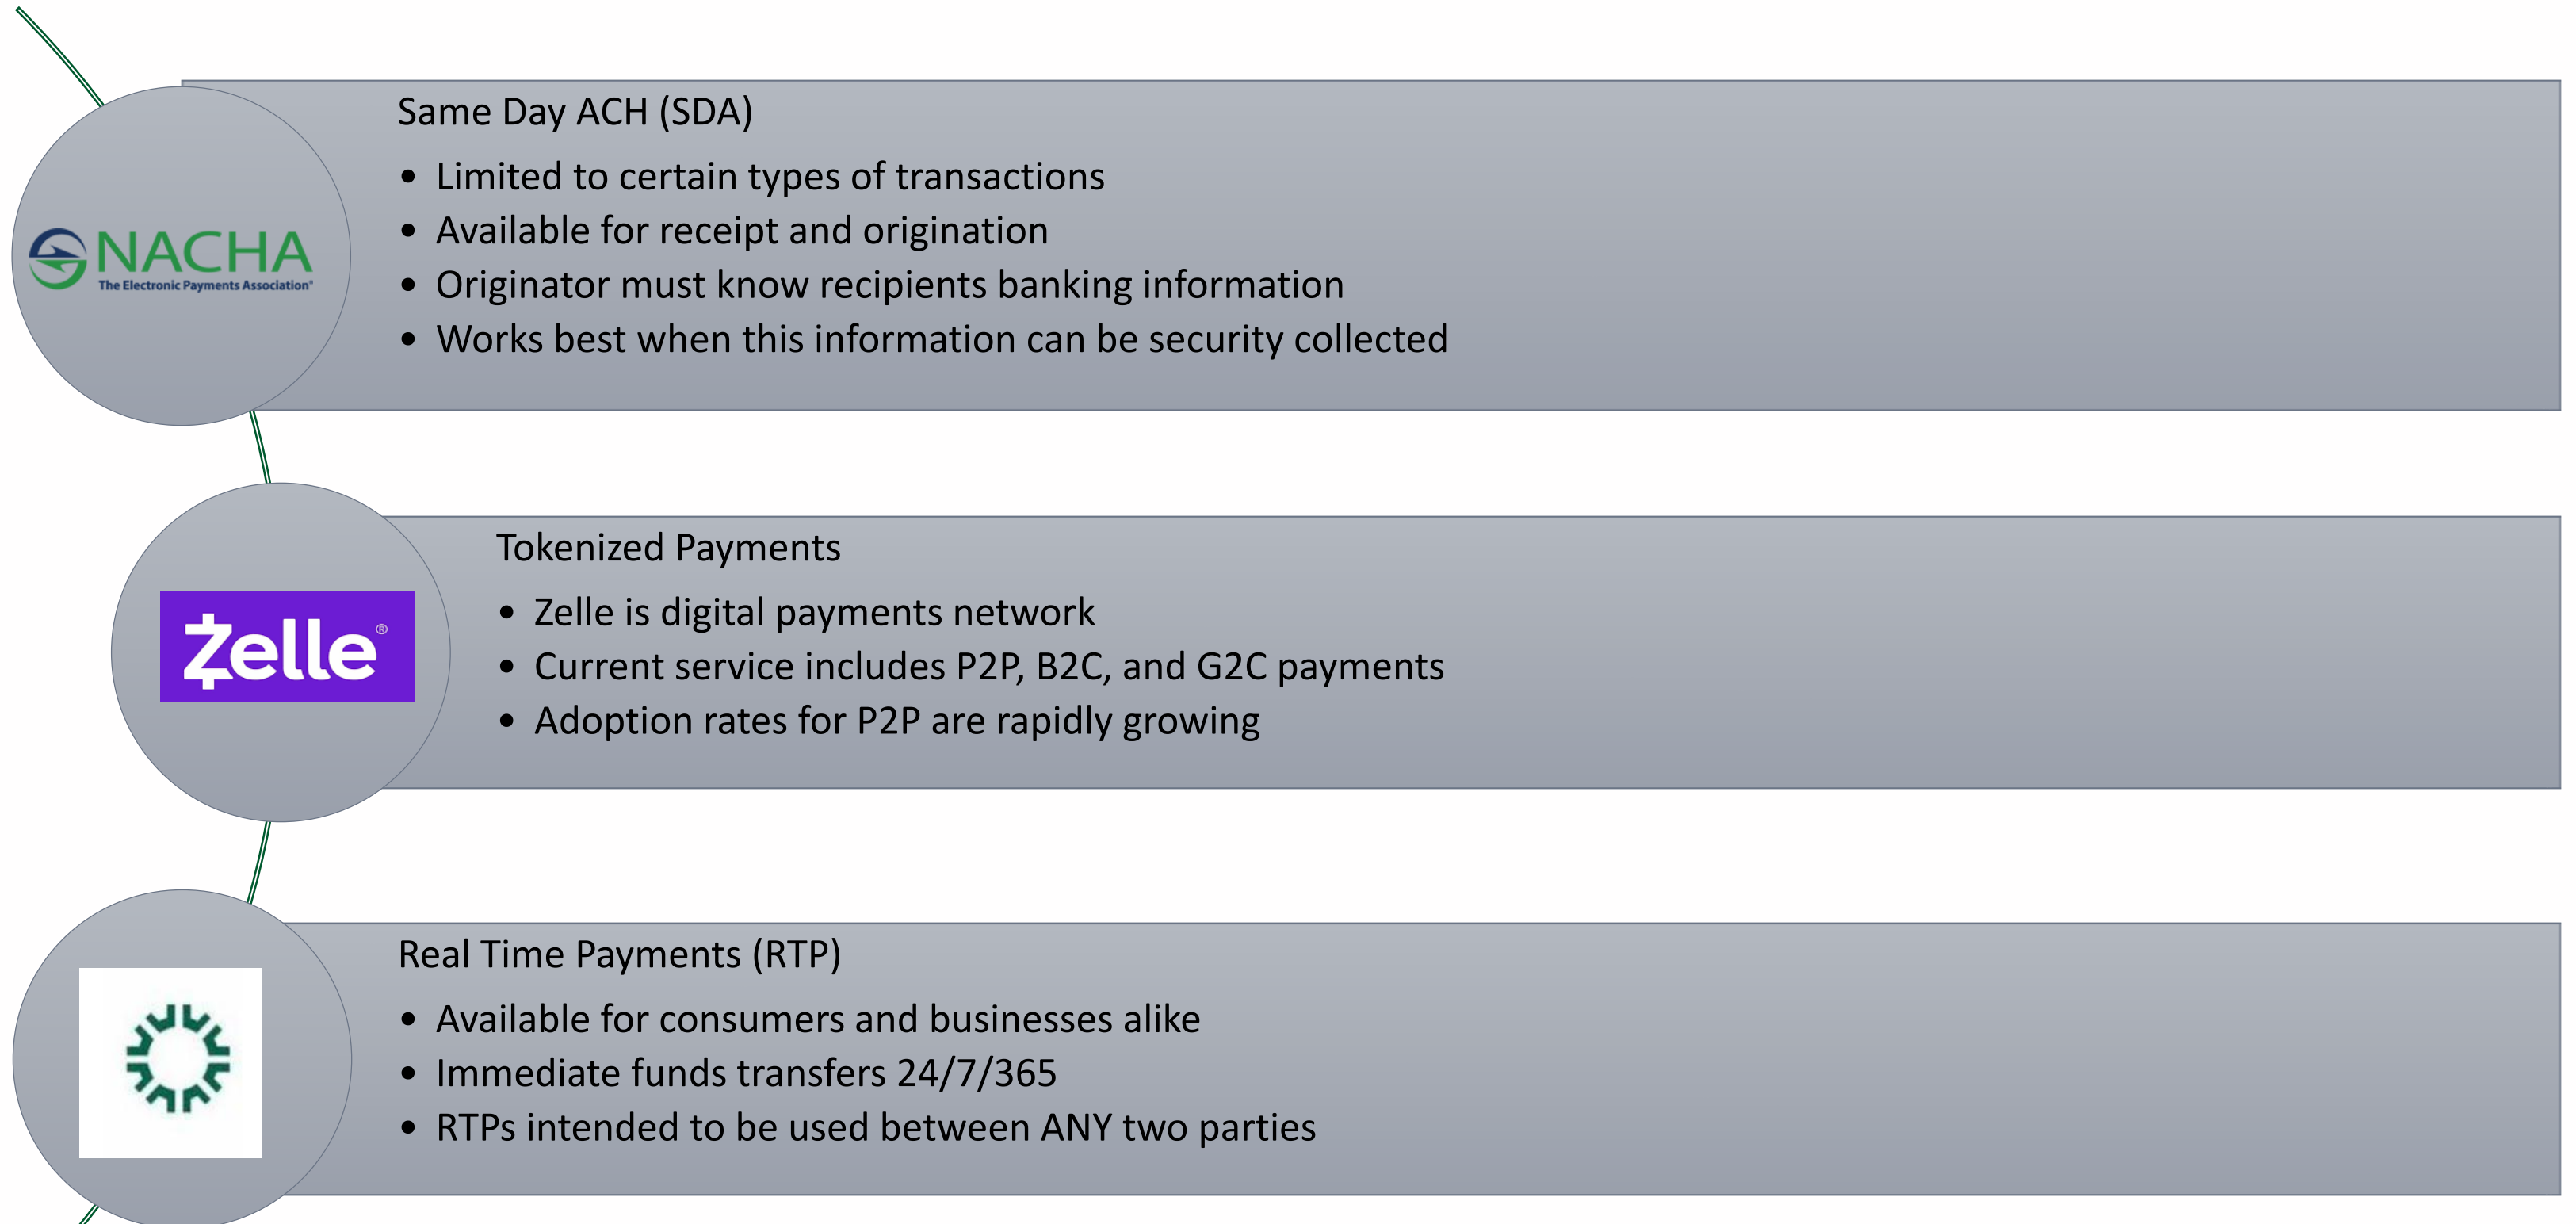 NACHA
The Electronic Payments Association®
Same Day ACH (SDA)
• Limited to certain types of transactions
• Available for receipt and origination
• Originator must know recipients banking information
• Works best when this information can be security collected
Zelle®
Tokenized Payments
• Zelle is digital payments network
• Current service includes P2P, B2C, and G2C payments
• Adoption rates for P2P are rapidly growing
Real Time Payments (RTP)
• Available for consumers and businesses alike
• Immediate funds transfers 24/7/365
• RTPs intended to be used between ANY two parties